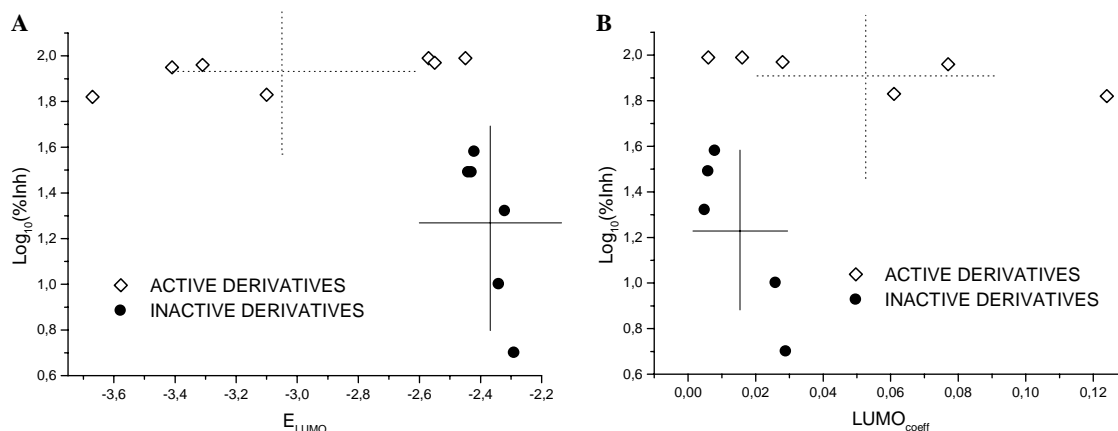 A
Log10(%Inh)
2,0
1,8
1,6
1,4
1,2
1,0
0,8
0,6
ACTIVE DERIVATIVES
INACTIVE DERIVATIVES
-3,6 -3,4 -3,2 -3,0 -2,8 -2,6 -2,4 -2,2
ELUMO
B
Log10(%Inh)
2,0
1,8
1,6
1,4
1,2
1,0
0,8
0,6
ACTIVE DERIVATIVES
INACTIVE DERIVATIVES
0,00 0,02 0,04 0,06 0,08 0,10 0,12
LUMOcoeff